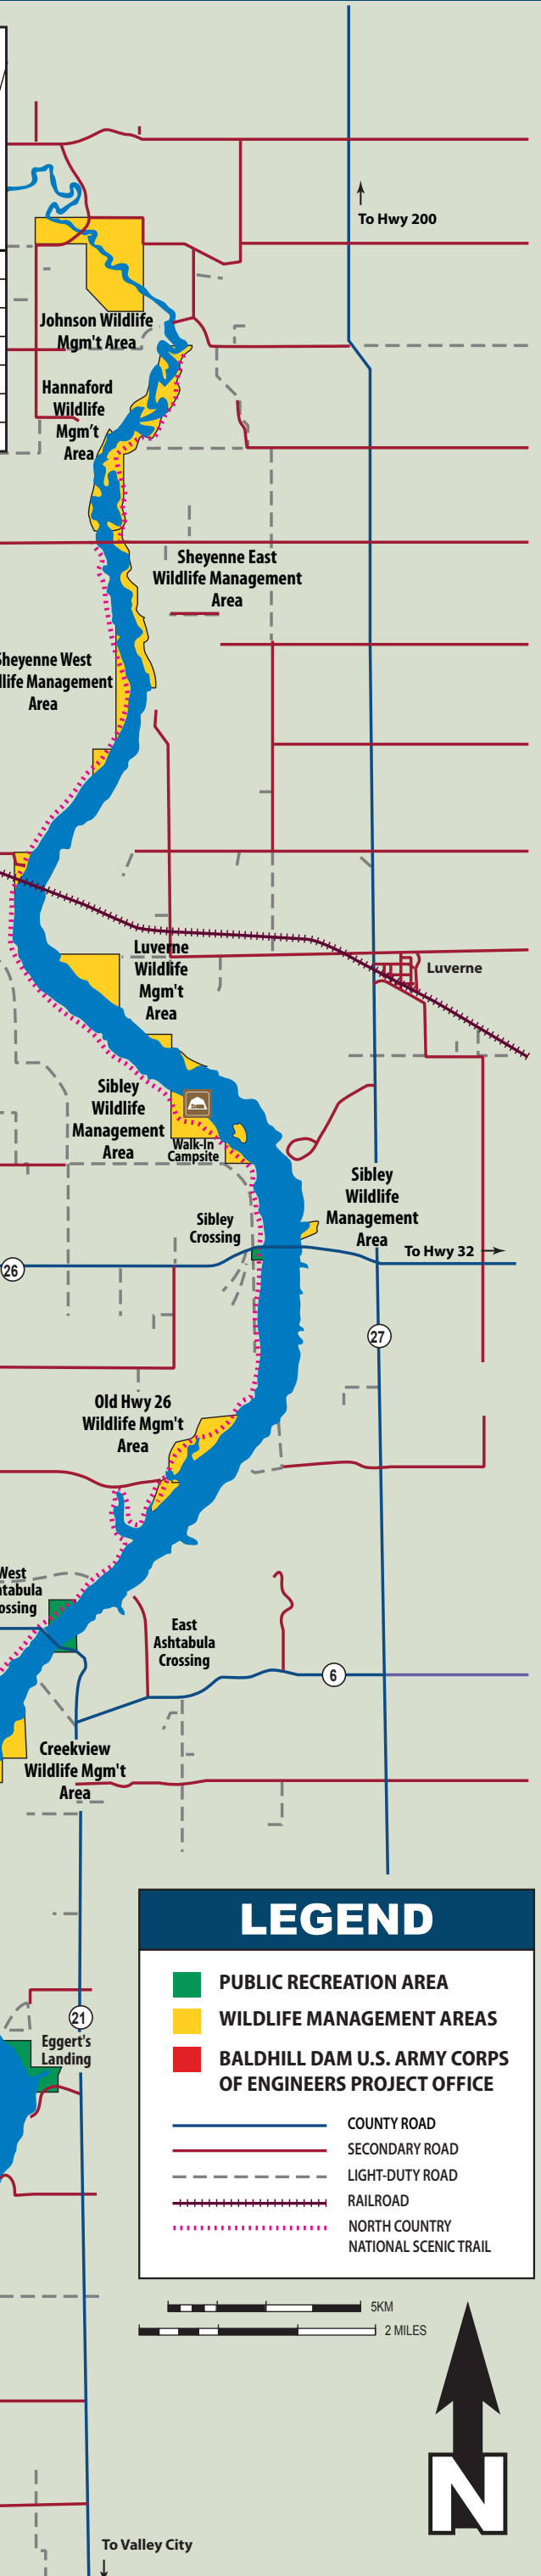 To Hwy 200
Johnson Wildlife
Mgm't Area
Hannaford
Wildlife
Mgm't
Area
Sheyenne East
Wildlife Management
Area
Sheyenne West
life Management
Area
Luverne
Wildlife
Mgm't
Area
Luverne
Sibley
Wildlife
Management
Area
Walk-In
Campsite
Sibley
Wildlife
Management
Area
Sibley
Crossing
To Hwy 32
26
27
Old Hwy 26
Wildlife Mgm't
Area
West
tabula
ossing
East
Ashtabula
Crossing
6
Creekview
Wildlife Mgm't
Area
LEGEND
PUBLIC RECREATION AREA
WILDLIFE MANAGEMENT AREAS
BALDHILL DAM U.S. ARMY CORPS
OF ENGINEERS PROJECT OFFICE
COUNTY ROAD
SECONDARY ROAD
LIGHT-DUTY ROAD
RAILROAD
NORTH COUNTRY
NATIONAL SCENIC TRAIL
21
Eggert's
Landing
5KM
2 MILES
N
To Valley City